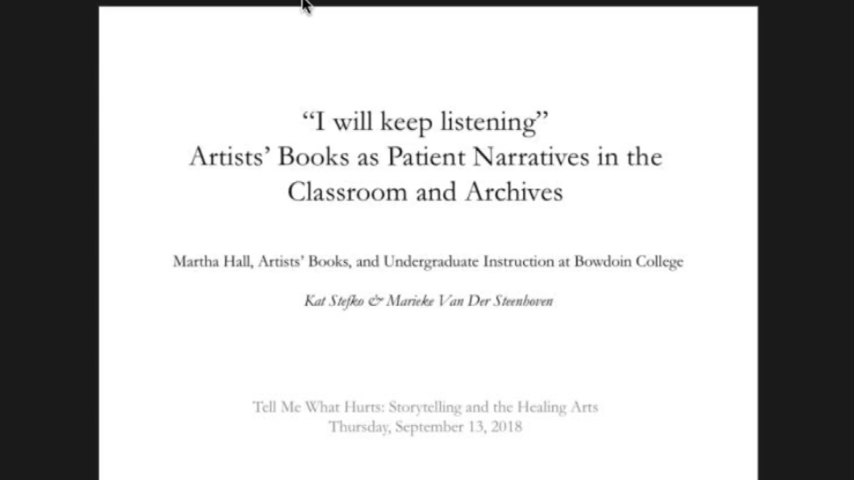 “I will keep listening”
Artists’ Books as Patient Narratives in the
Classroom and Archives
Martha Hall, Artists’ Books, and Undergraduate Instruction at Bowdoin College
Kat Stefko & Marieke Van Der Steenhoven
Tell Me What Hurts: Storytelling and the Healing Arts
Thursday, September 13, 2018